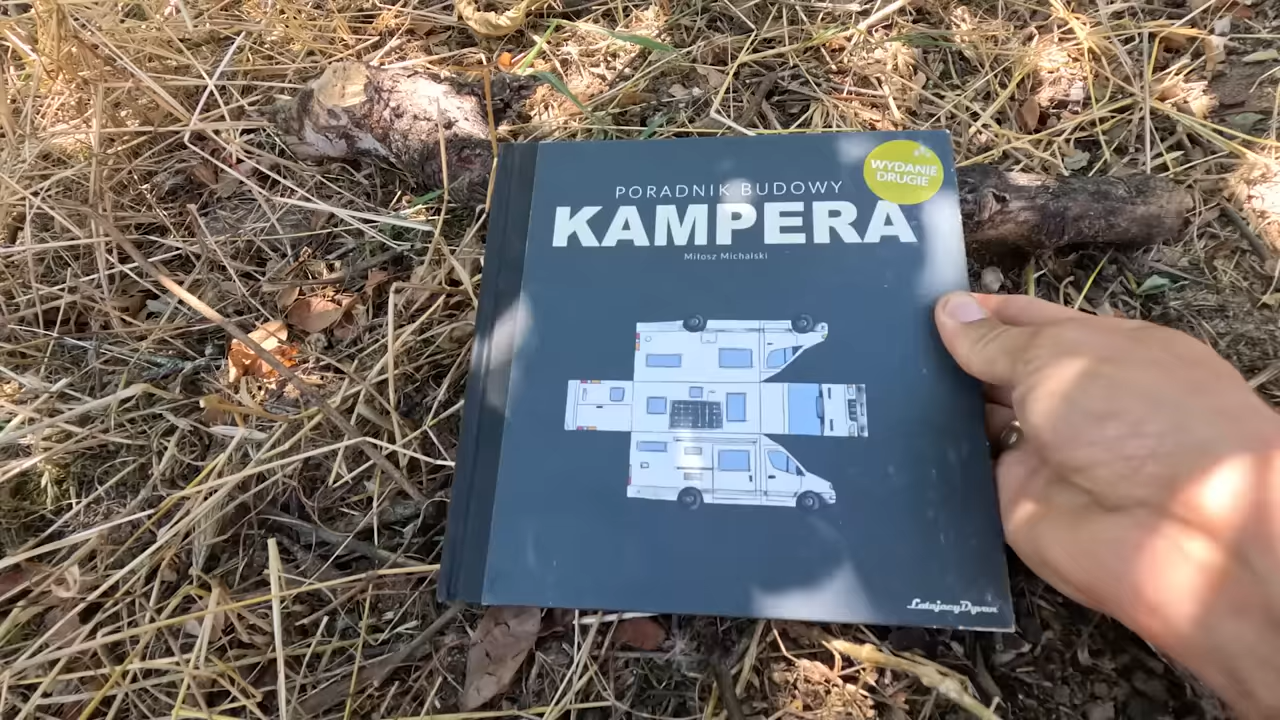 WYDANIE
DRUGIE
PORADNIK BUDOWY
KAMPERA
Miłosz Michalski
LatającyDywan